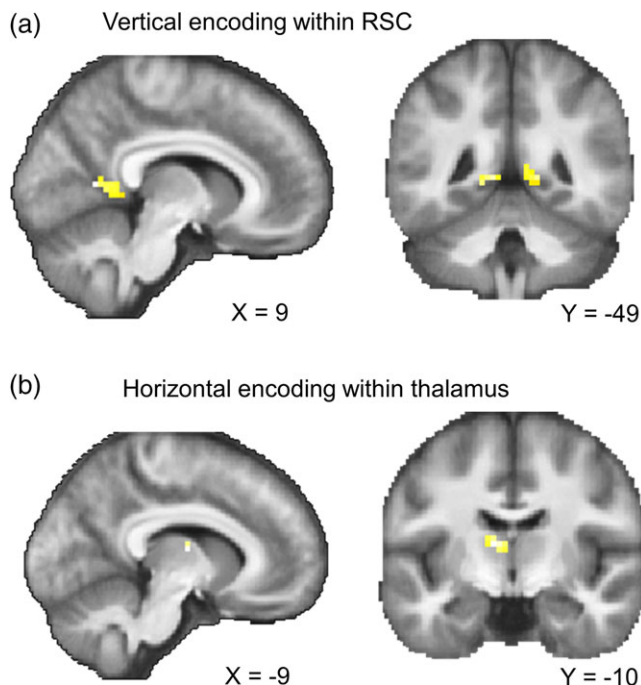 (a) Vertical encoding within RSC
X = 9
Y = -49
(b) Horizontal encoding within thalamus
X = -9
Y = -10